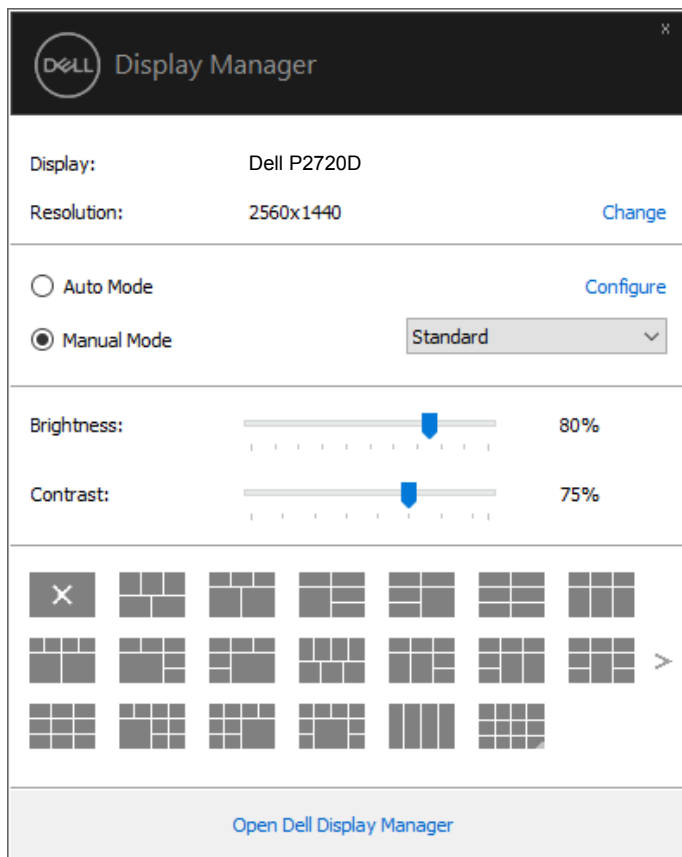 x
DELL Display Manager
Display: Dell P2720D
Resolution: 2560x1440 Change
Auto Mode Configure
Manual Mode Standard
Brightness: 80%
Contrast: 75%
>
Open Dell Display Manager